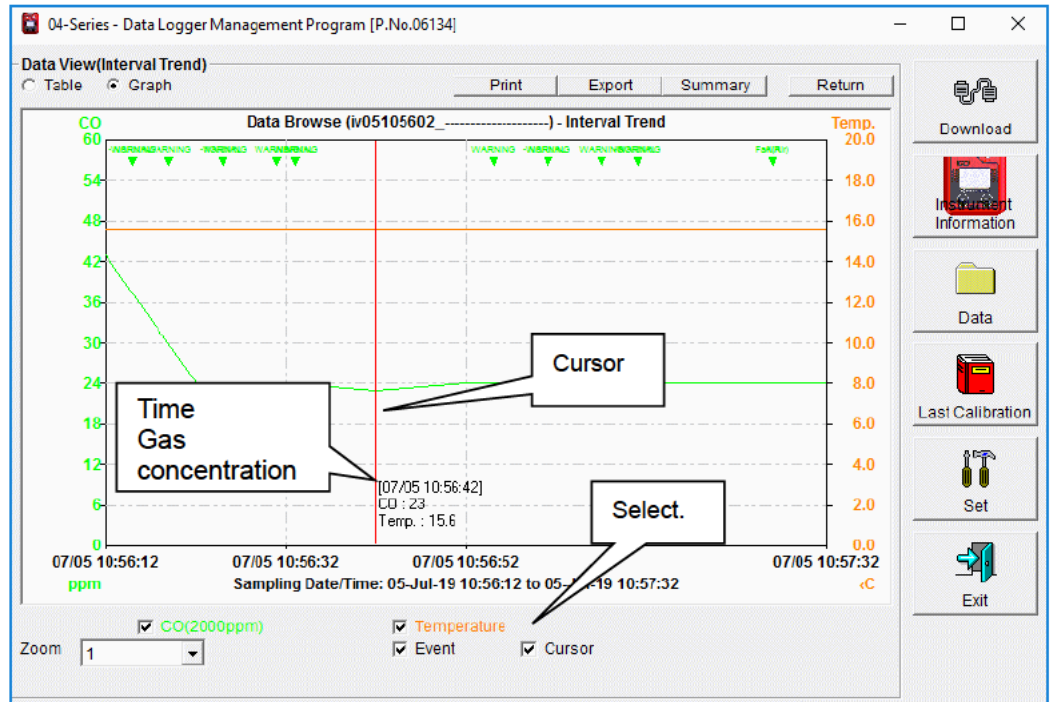 04-Series - Data Logger Management Program [P.No.06134]
Data View(Interval Trend)
Table Graph Print Export Summary Return
Download
Instrument
Information
Data
Last Calibration
Set
Exit
CO Data Browse (iv05105602_--------------------) - Interval Trend Temp.
60 20.0
WARNING WARNING WARNING WARNING WARNING
54 18.0
48 16.0
42 14.0
36 12.0
30 10.0
24 8.0
18 6.0
12 4.0
6 2.0
0 0.0
Cursor
Time
Gas
concentration
[07/05 10:56:42]
CO : 23
Temp. : 15.6
Select.
07/05 10:56:12 07/05 10:56:32 07/05 10:56:52 07/05 10:57:32
ppm Sampling Date/Time: 05-Jul-19 10:56:12 to 05-Jul-19 10:57:32 ‹C
CO(2000ppm) Temperature
Zoom 1 Event Cursor